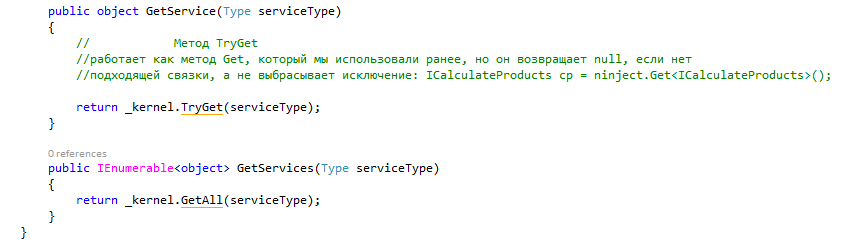 public object GetService(Type serviceType)
{
// Метод TryGet
//работает как метод Get, который мы использовали ранее, но он возвращает null, если нет
//подходящей связки, а не выбрасывает исключение: ICalculateProducts cp = ninject.Get<ICalculateProducts>();
return _kernel.TryGet(serviceType);
}
0 references
public IEnumerable<object> GetServices(Type serviceType)
{
return _kernel.GetAll(serviceType);
}
}